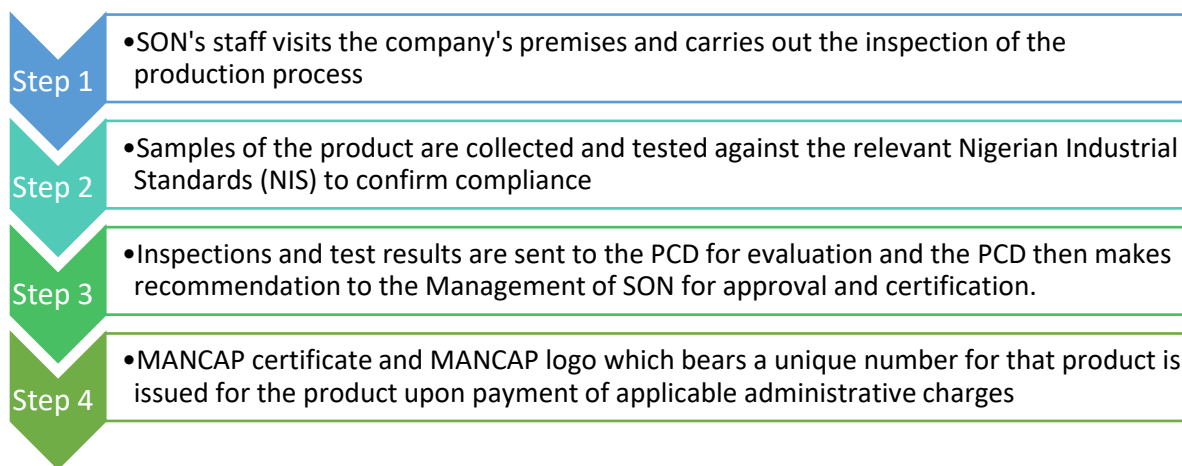 Step 1
•SON's staff visits the company's premises and carries out the inspection of the
production process
Step 2
•Samples of the product are collected and tested against the relevant Nigerian Industrial
Standards (NIS) to confirm compliance
Step 3
•Inspections and test results are sent to the PCD for evaluation and the PCD then makes
recommendation to the Management of SON for approval and certification.
Step 4
•MANCAP certificate and MANCAP logo which bears a unique number for that product is
issued for the product upon payment of applicable administrative charges